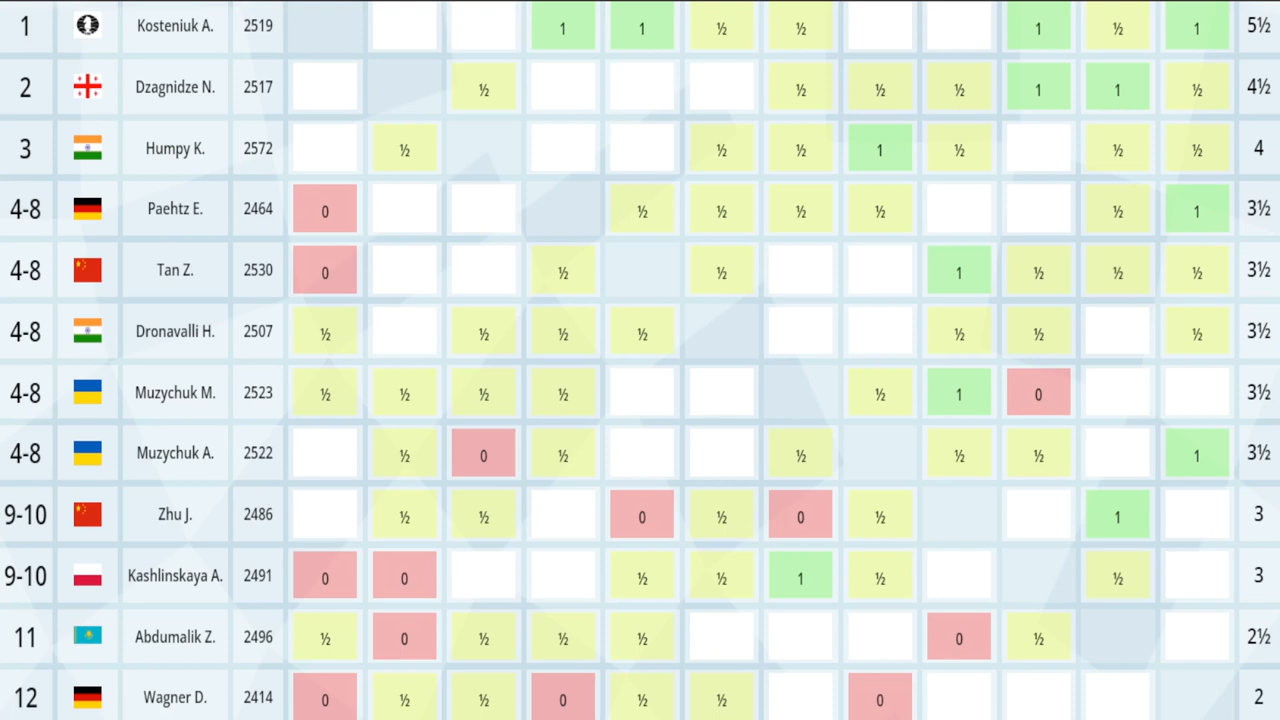 1 Kosteniuk A. 2519 1 1 ½ ½ 1 ½ 1 5½
2 Dzagnidze N. 2517 ½ ½ ½ ½ 1 1 ½ 4½
3 Humpy K. 2572 ½ ½ ½ 1 ½ ½ ½ 4
4-8 Paehtz E. 2464 0 ½ ½ ½ ½ ½ 1 3½
4-8 Tan Z. 2530 0 ½ ½ 1 ½ ½ ½ 3½
4-8 Dronavalli H. 2507 ½ ½ ½ ½ ½ ½ ½ 3½
4-8 Muzychuk M. 2523 ½ ½ ½ ½ ½ 1 0 3½
4-8 Muzychuk A. 2522 ½ 0 ½ ½ ½ ½ 1 3½
9-10 Zhu J. 2486 ½ ½ 0 ½ 0 ½ 1 3
9-10 Kashlinskaya A. 2491 0 0 ½ ½ 1 ½ ½ 3
11 Abdumalik Z. 2496 ½ 0 ½ ½ ½ 0 ½ 2½
12 Wagner D. 2414 0 ½ ½ 0 ½ ½ 0 2